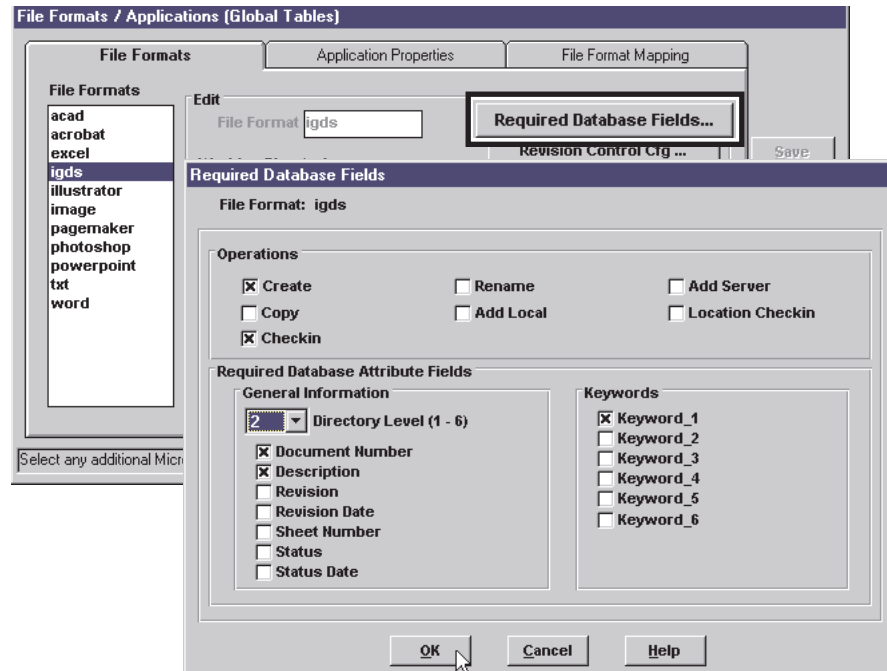 File Formats / Applications (Global Tables)
File Formats
Application Properties
File Format Mapping
File Formats
acad
acrobat
excel
igds
illustrator
image
pagemaker
photoshop
powerpoint
txt
word
Edit
File Format igds
Required Database Fields...
Revision Control Cfg ...
Save
Select any additional Micr
Required Database Fields
File Format: igds
Operations
Create
Rename
Add Server
Copy
Add Local
Location Checkin
Checkin
Required Database Attribute Fields
General Information
2 Directory Level (1 - 6)
Document Number
Description
Revision
Revision Date
Sheet Number
Status
Status Date
Keywords
Keyword_1
Keyword_2
Keyword_3
Keyword_4
Keyword_5
Keyword_6
OK
Cancel
Help